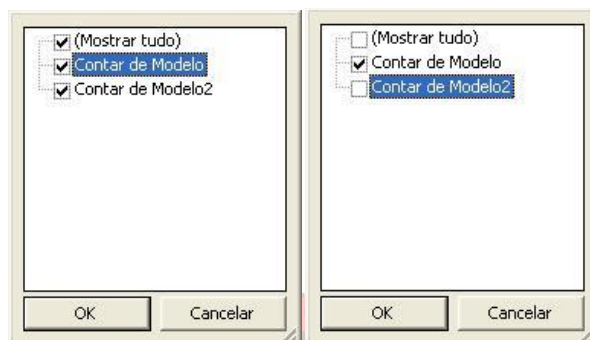 (Mostrar tudo)
Contar de Modelo
Contar de Modelo2
OK
Cancelar
(Mostrar tudo)
Contar de Modelo
Contar de Modelo2
OK
Cancelar